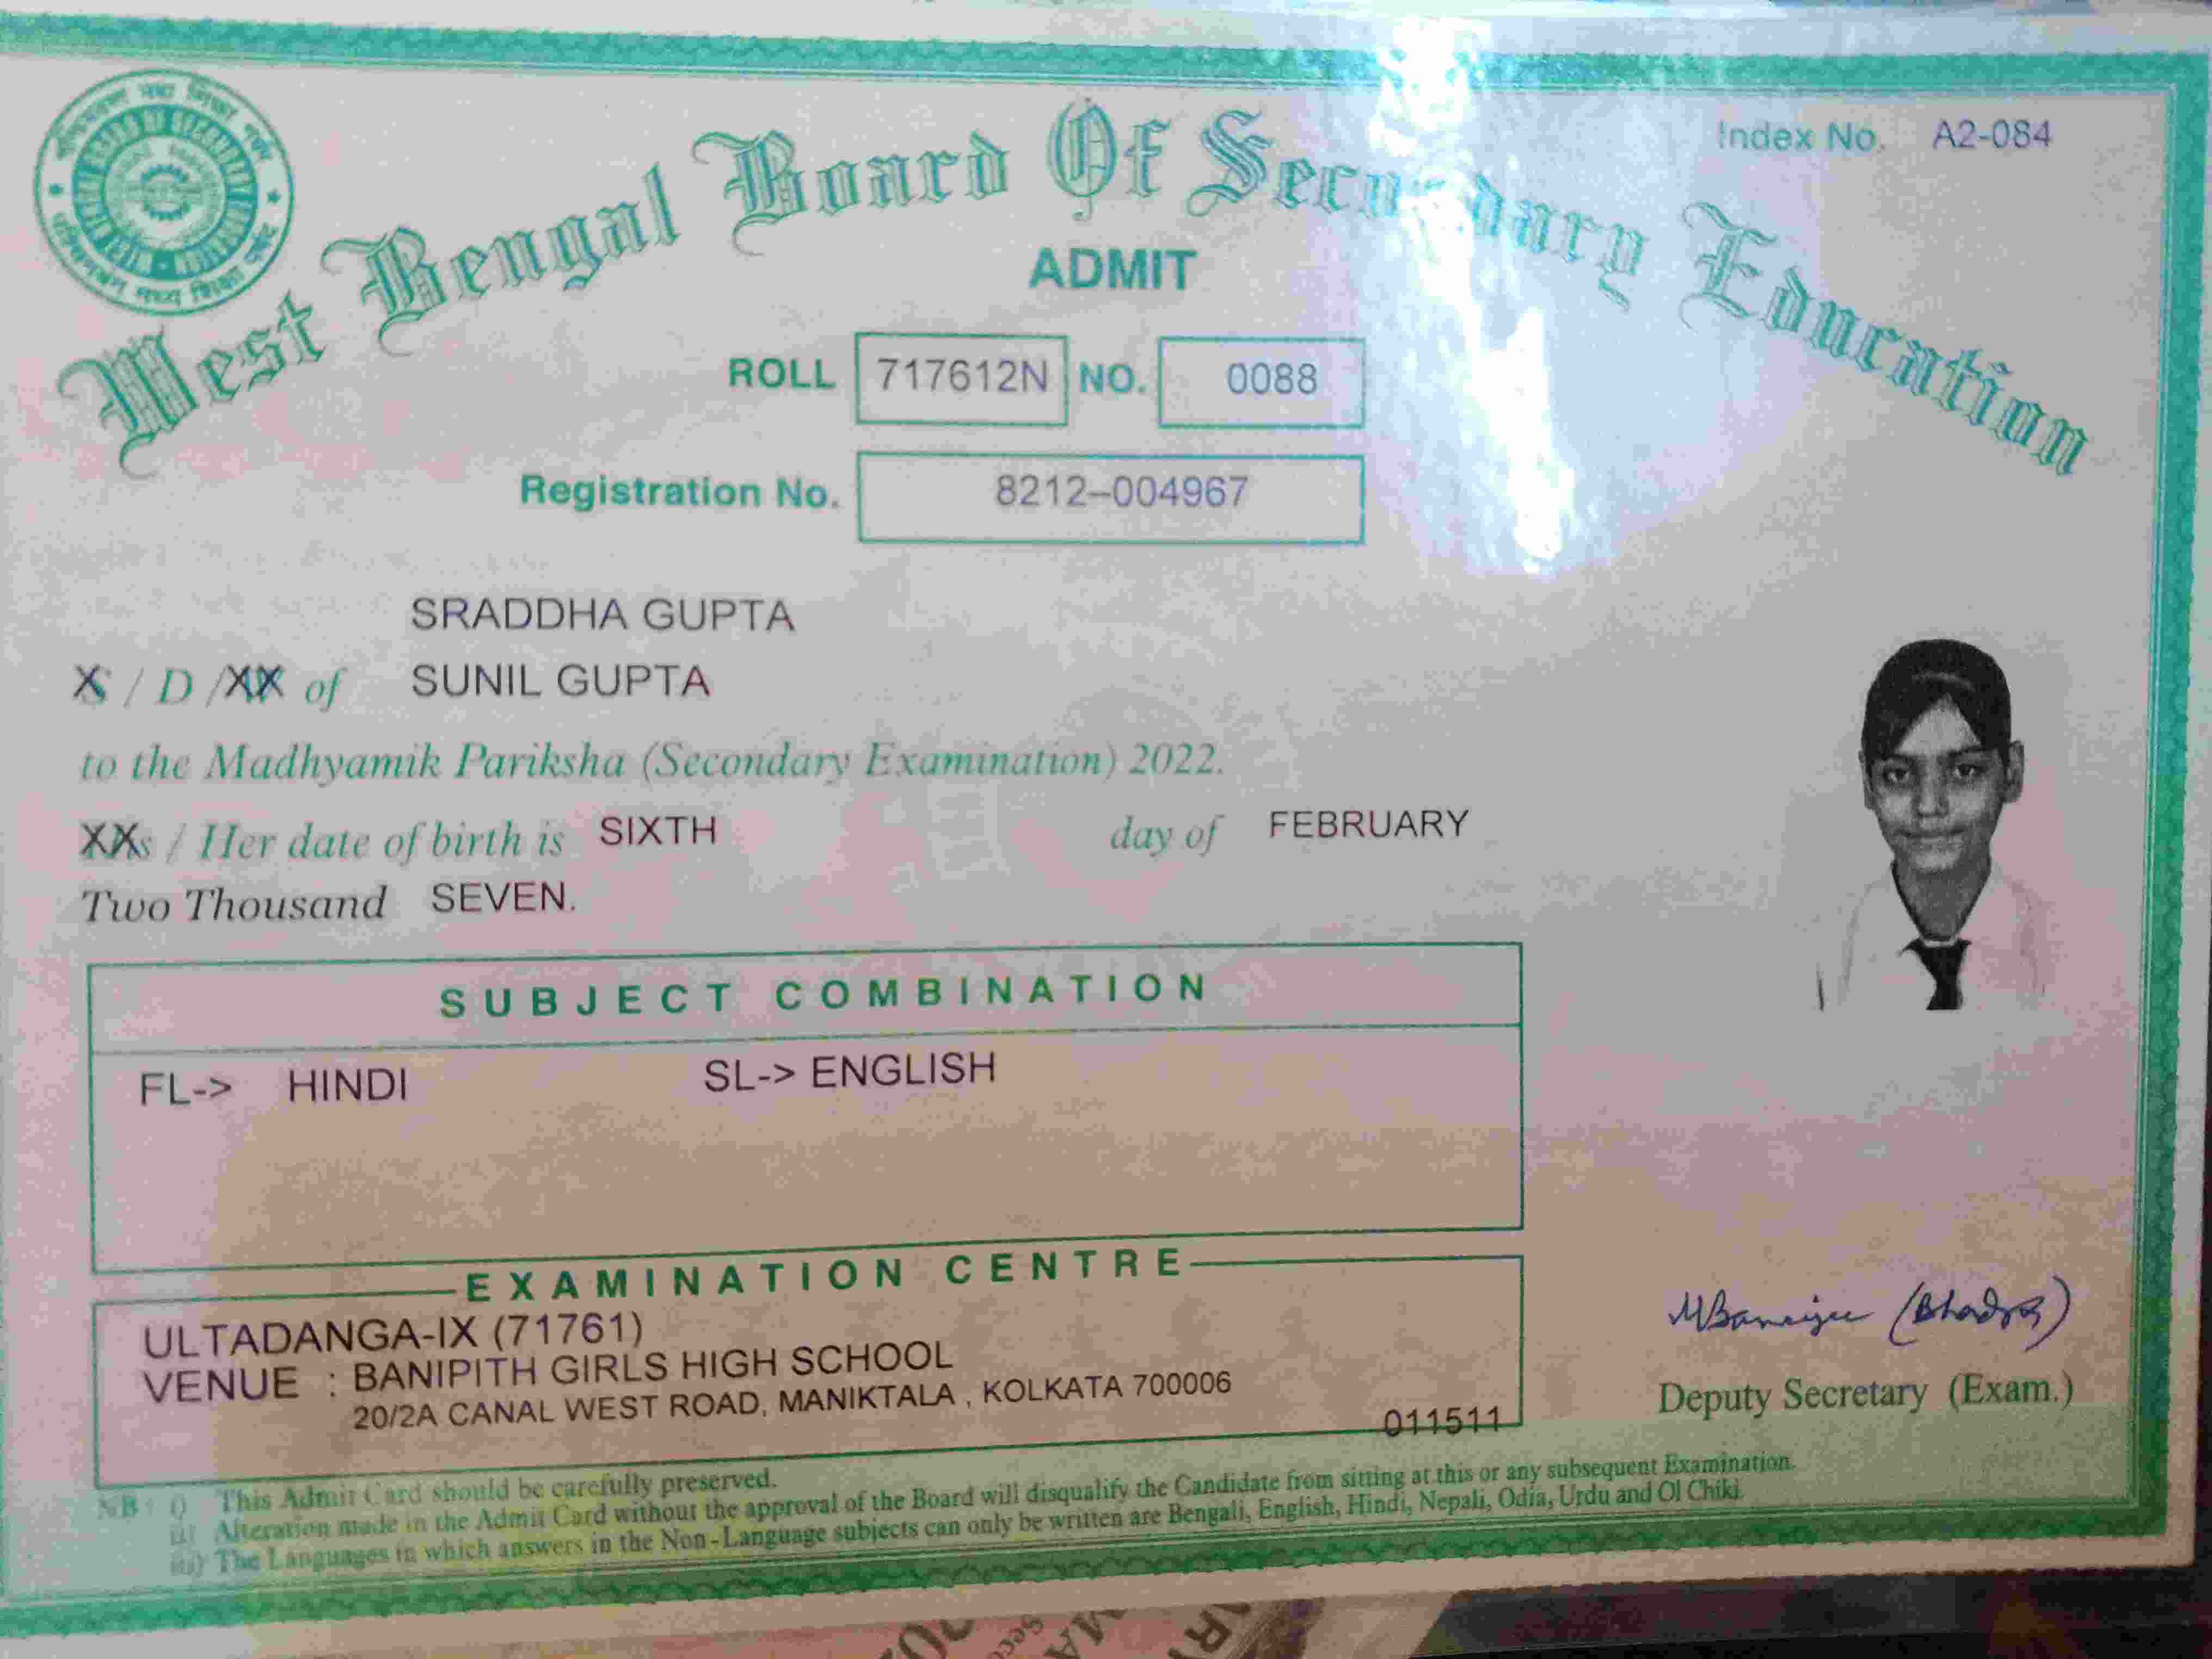 West Bengal Board Of Secondary Education
Index No. A2-084
ADMIT
ROLL 717612N NO. 0088
Registration No. 8212-004967
SRADDHA GUPTA
S / D / XX of SUNIL GUPTA
to the Madhyamik Pariksha (Secondary Examination) 2022.
XXs / Her date of birth is SIXTH day of FEBRUARY
Two Thousand SEVEN.
SUBJECT COMBINATION
FL-> HINDI SL-> ENGLISH
EXAMINATION CENTRE
ULTADANGA-IX (71761)
VENUE : BANIPITH GIRLS HIGH SCHOOL
20/2A CANAL WEST ROAD, MANIKTALA , KOLKATA 700006
011511
MBanerjee (Bhadra)
Deputy Secretary (Exam.)
NB : i) This Admit Card should be carefully preserved.
ii) Alteration made in the Admit Card without the approval of the Board will disqualify the Candidate from sitting at this or any subsequent Examination.
iii) The Languages in which answers in the Non-Language subjects can only be written are Bengali, English, Hindi, Nepali, Odia, Urdu and Ol Chiki.